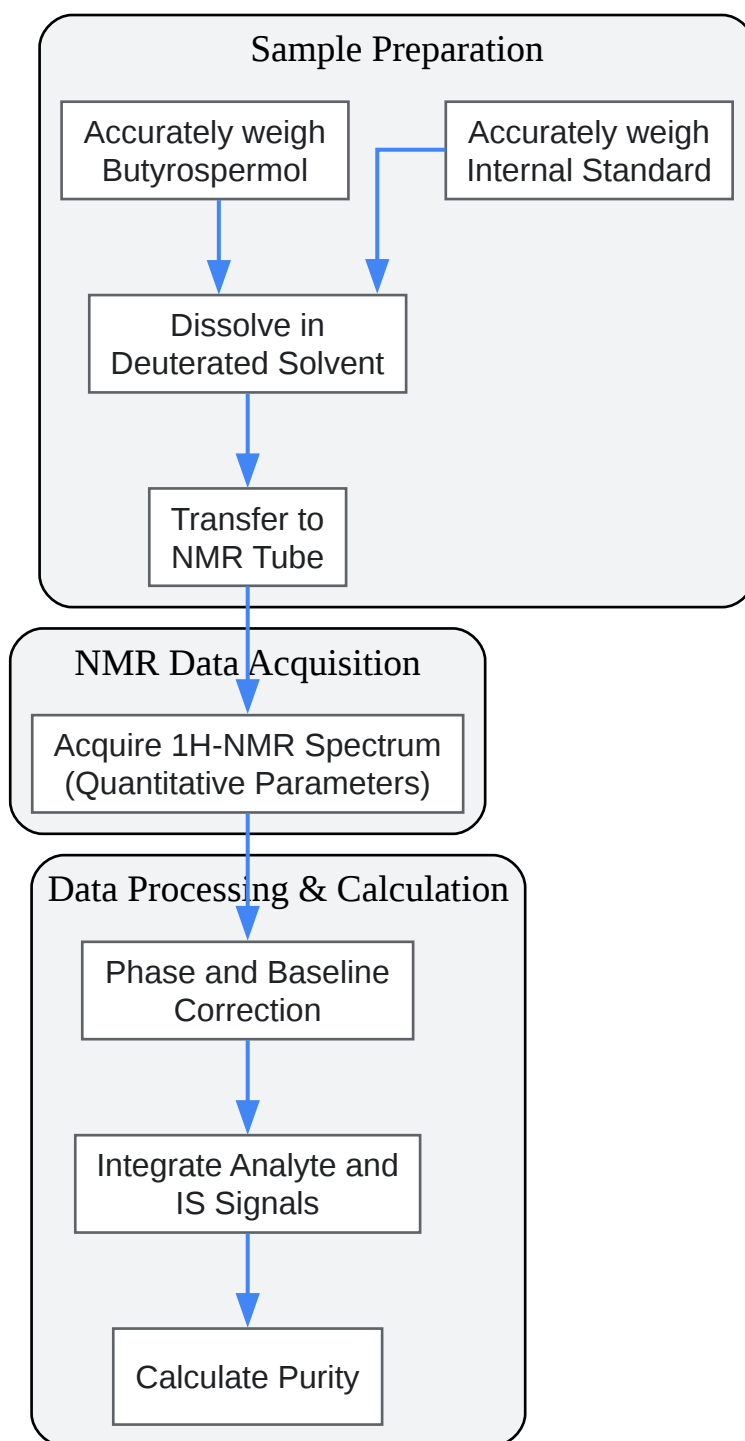 Sample Preparation
Accurately weigh
Butyrospermol
Accurately weigh
Internal Standard
Dissolve in
Deuterated Solvent
Transfer to
NMR Tube
NMR Data Acquisition
Acquire 1H-NMR Spectrum
(Quantitative Parameters)
Data Processing & Calculation
Phase and Baseline
Correction
Integrate Analyte and
IS Signals
Calculate Purity